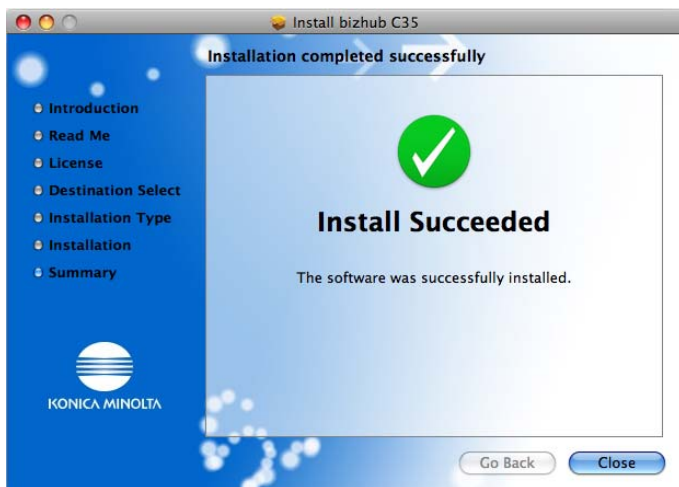 Install bizhub C35
Installation completed successfully
Introduction
Read Me
License
Destination Select
Installation Type
Installation
Summary
Install Succeeded
The software was successfully installed.
KONICA MINOLTA
Go Back
Close